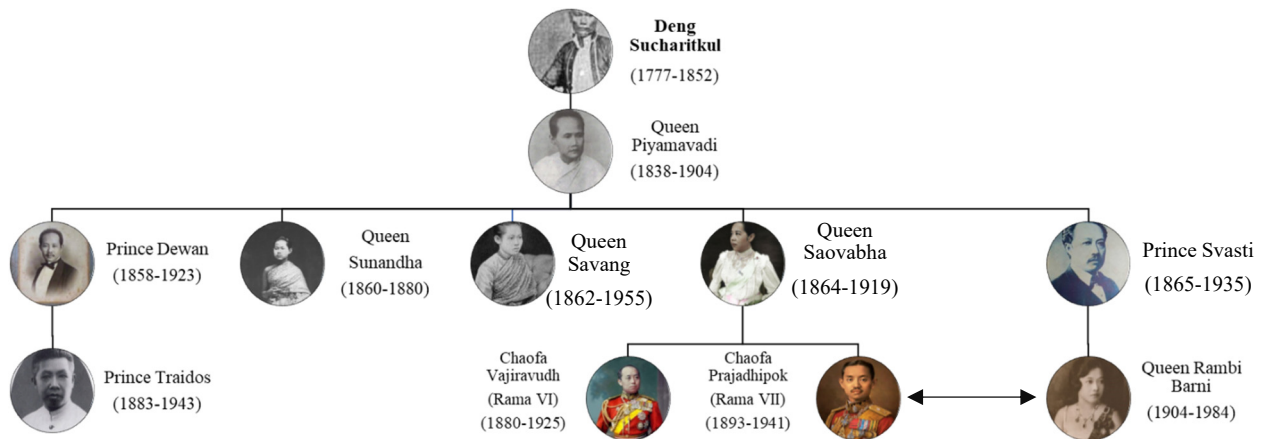 Deng
Sucharitkul
(1777-1852)
Queen
Piyamavadi
(1838-1904)
Prince Dewan
(1858-1923)
Queen
Sunandha
(1860-1880)
Queen
Savang
(1862-1955)
Queen
Saovabha
(1864-1919)
Prince Svasti
(1865-1935)
Prince Traidos
(1883-1943)
Chaofa
Vajiravudh
(Rama VI)
(1880-1925)
Chaofa
Prajadhipok
(Rama VII)
(1893-1941)
Queen Rambi
Barni
(1904-1984)